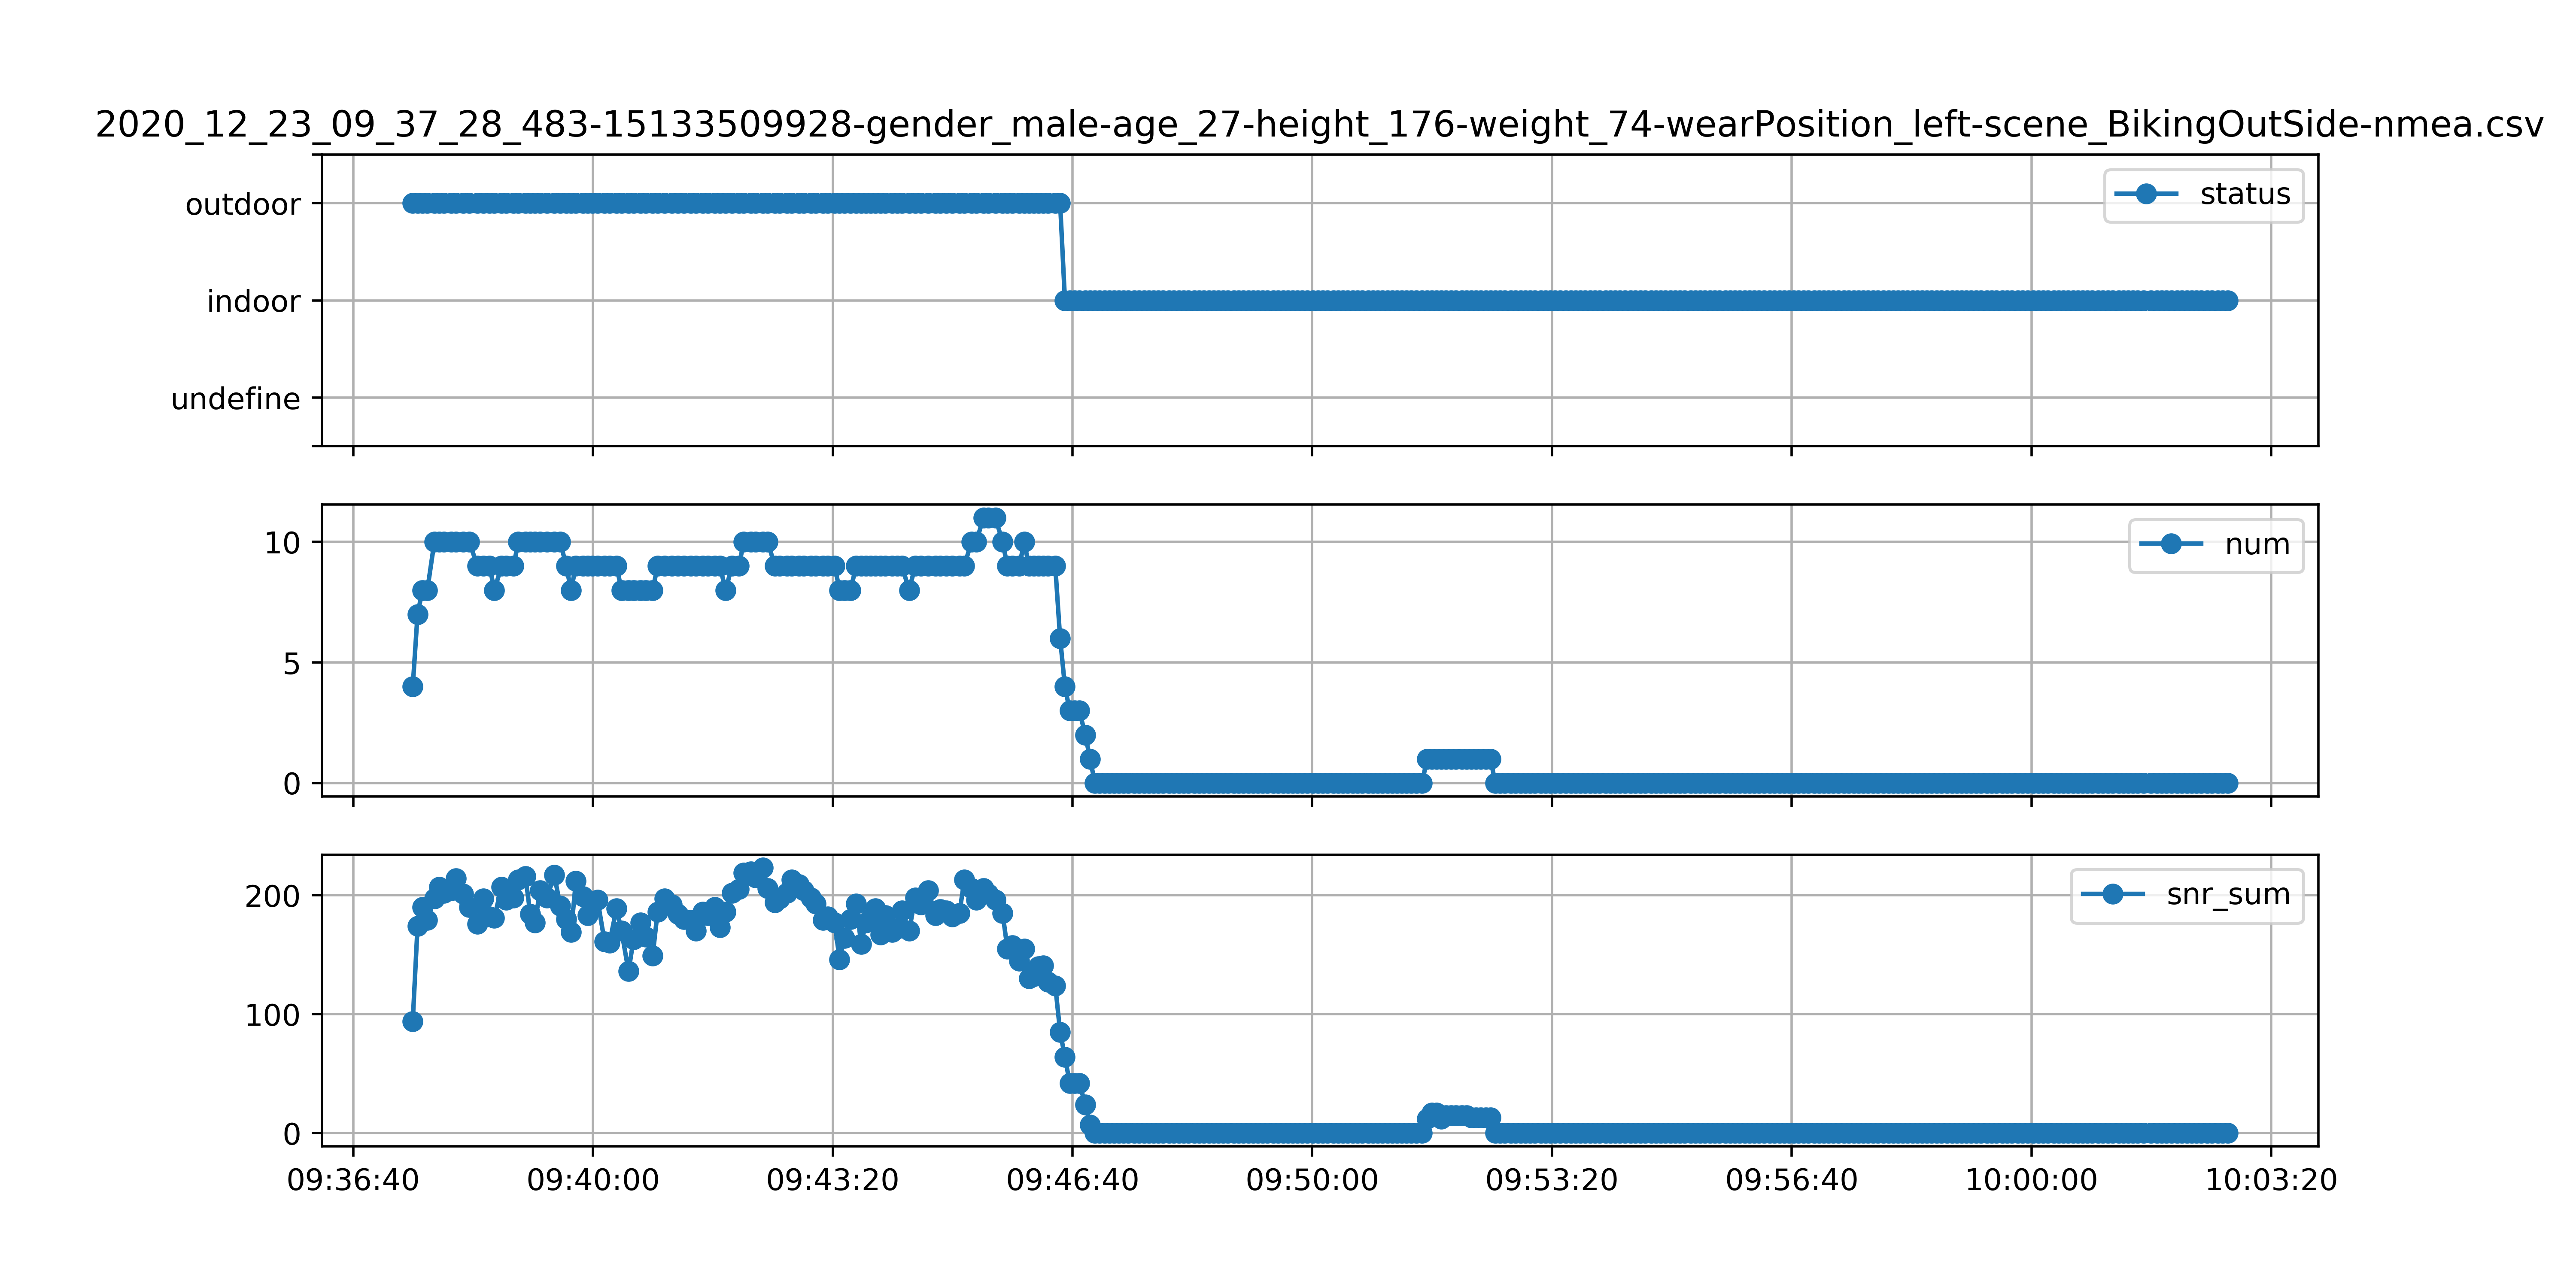 2020_12_23_09_37_28_483-15133509928-gender_male-age_27-height_176-weight_74-wearPosition_left-scene_BikingOutSide-nmea.csv
outdoor
indoor
undefine
status
10
5
0
num
200
100
0
snr_sum
09:36:40 09:40:00 09:43:20 09:46:40 09:50:00 09:53:20 09:56:40 10:00:00 10:03:20